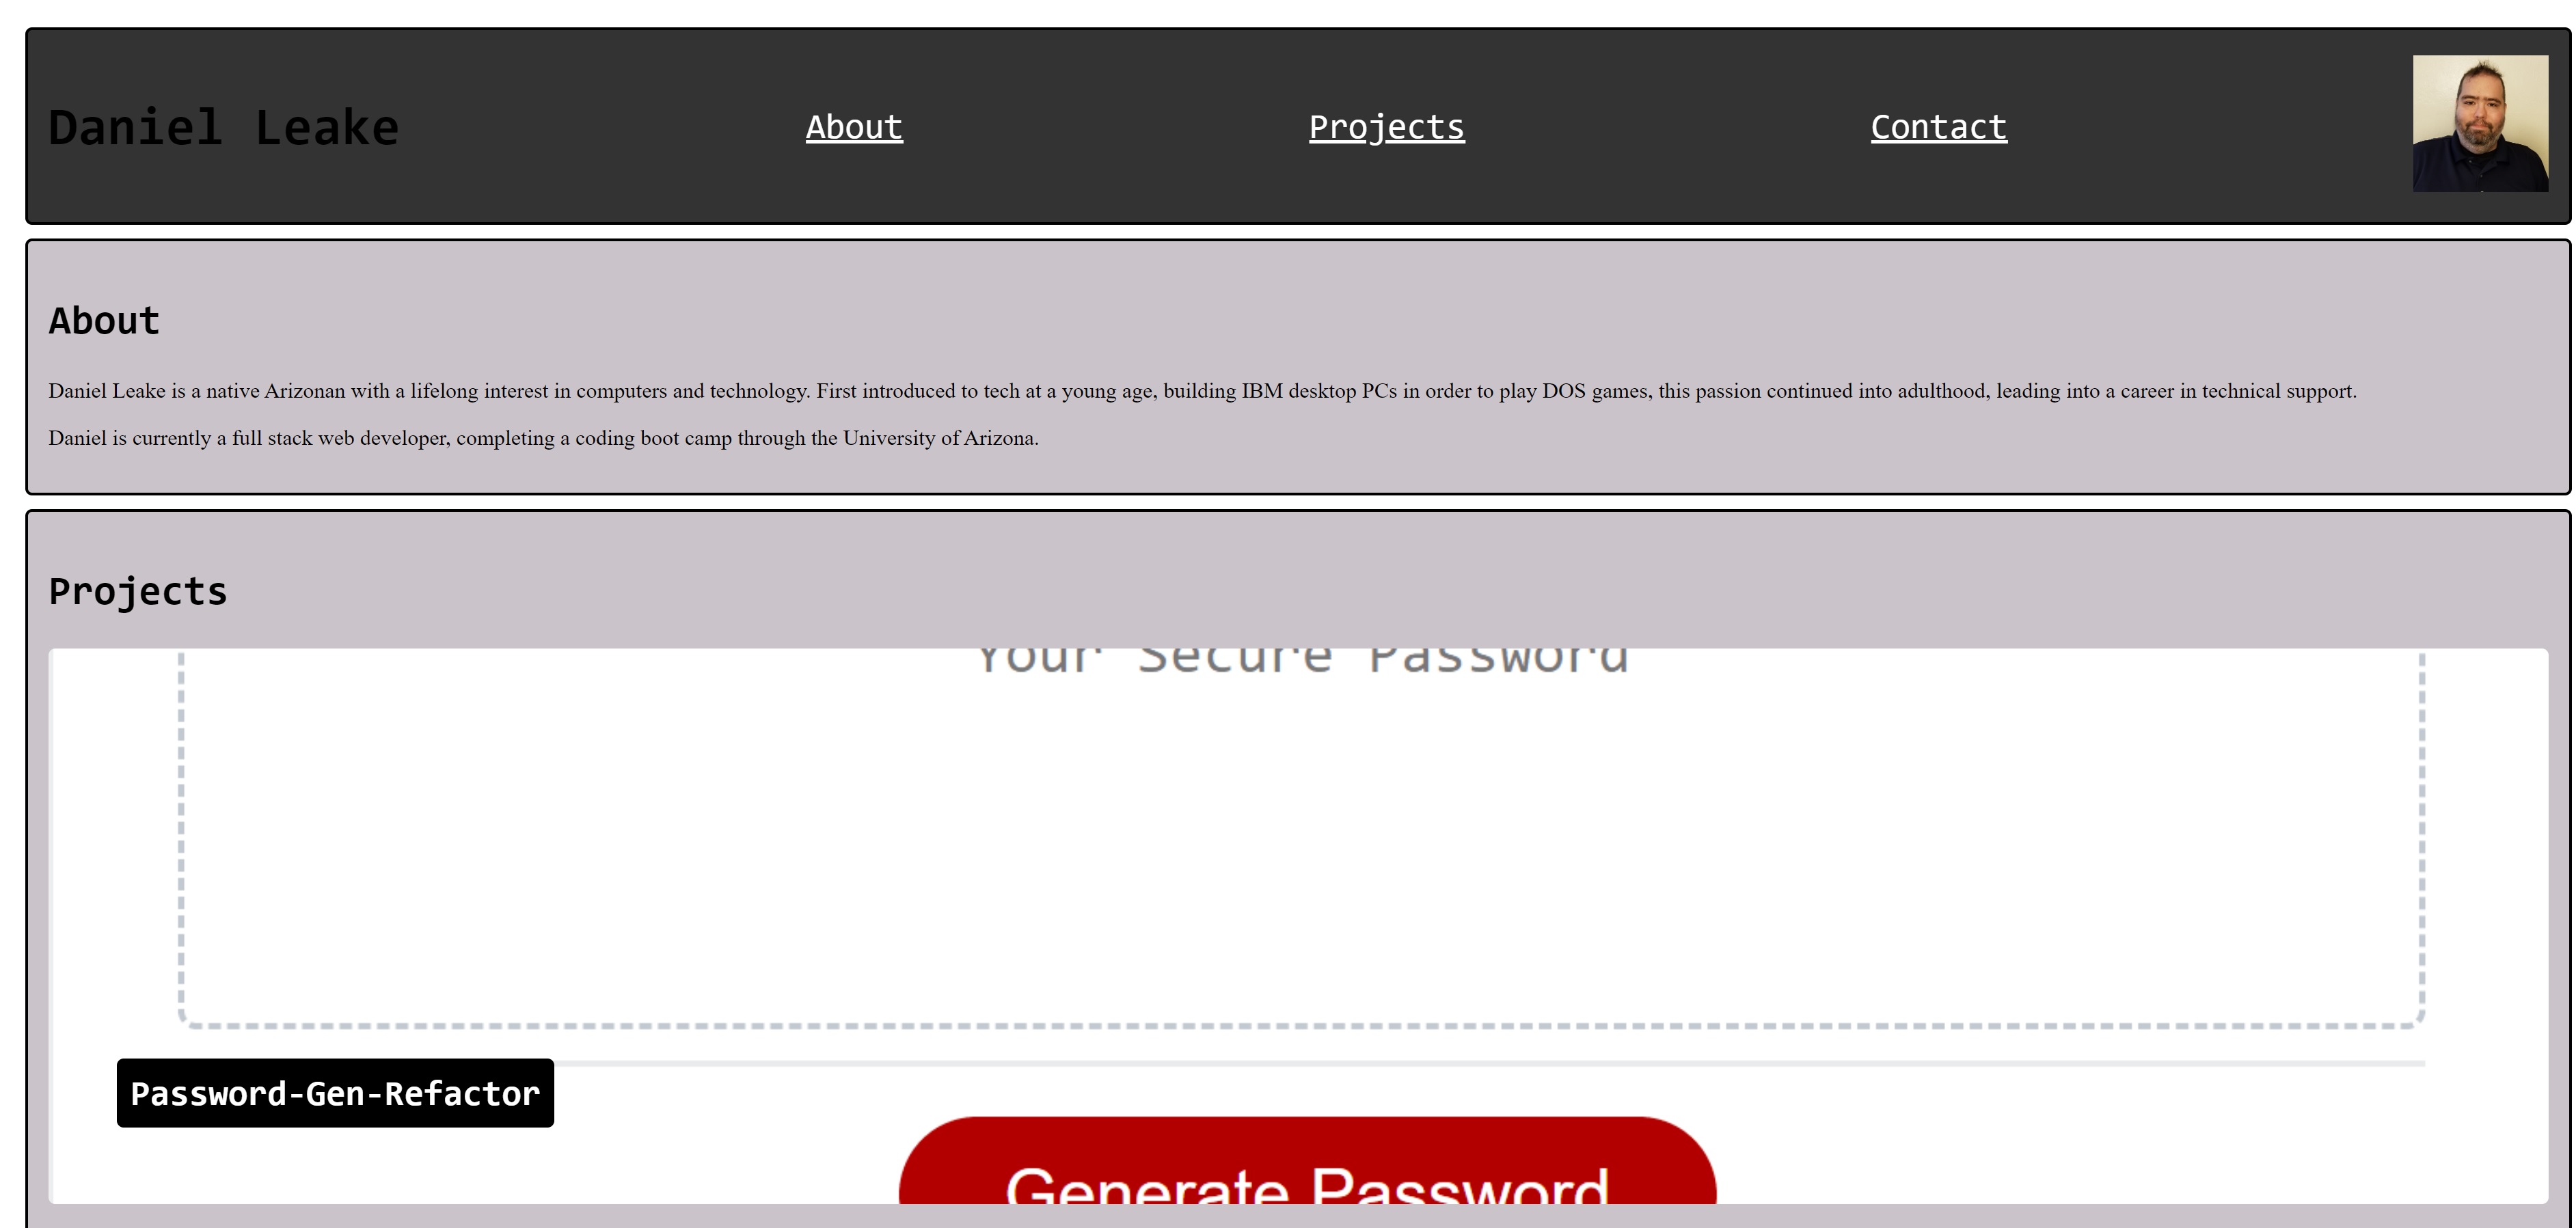 Daniel Leake
About
Projects
Contact
About
Daniel Leake is a native Arizonan with a lifelong interest in computers and technology. First introduced to tech at a young age, building IBM desktop PCs in order to play DOS games, this passion continued into adulthood, leading into a career in technical support.
Daniel is currently a full stack web developer, completing a coding boot camp through the University of Arizona.
Projects
Your Secure Password
Password-Gen-Refactor
Generate Password